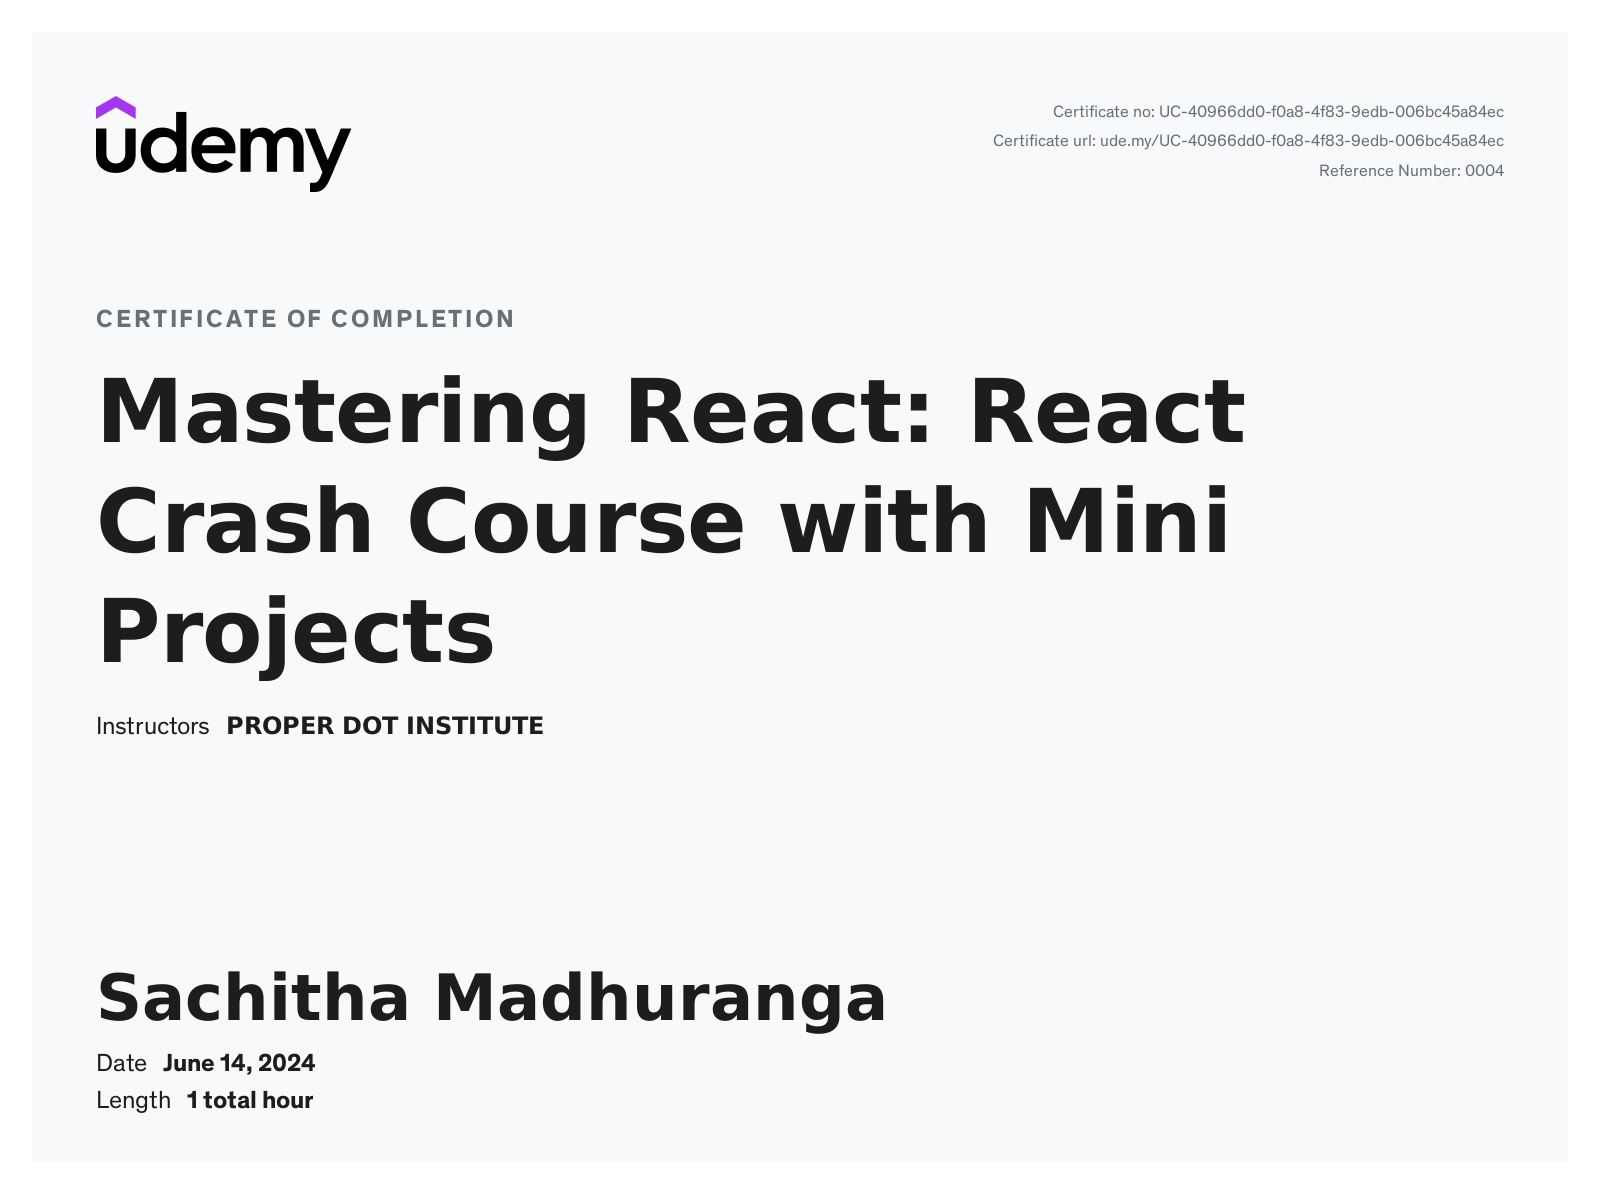 udemy
Certificate no: UC-40966dd0-f0a8-4f83-9edb-006bc45a84ec
Certificate url: ude.my/UC-40966dd0-f0a8-4f83-9edb-006bc45a84ec
Reference Number: 0004
CERTIFICATE OF COMPLETION
Mastering React: React
Crash Course with Mini
Projects
Instructors PROPER DOT INSTITUTE
Sachitha Madhuranga
Date June 14, 2024
Length 1 total hour